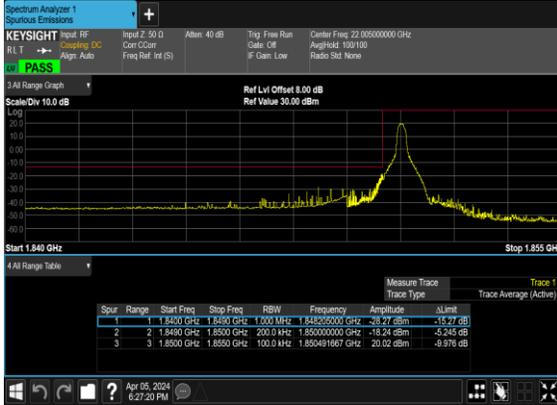 Spectrum Analyzer 1
Spurious Emissions
+
KEYSIGHT Input: RF Input Z: 50 Ω Atten: 40 dB Trig: Free Run Center Freq: 22.005000000 GHz
RLT Coupling: DC Corr CCorr Gate: Off Avg|Hold: 100/100
Align: Auto Freq Ref: Int (S) IF Gain: Low Radio Std: None
PASS
3 All Range Graph
Ref Lvl Offset 8.00 dB
Scale/Div 10.0 dB Ref Value 30.00 dBm
Log
20.0
10.0
0.00
-10.0
-20.0
-30.0
-40.0
-50.0
-60.0
Start 1.840 GHz Stop 1.855 GH
4 All Range Table
Measure Trace Trace 1
Trace Type Trace Average (Active)
Spur Range Start Freq Stop Freq RBW Frequency Amplitude ΔLimit
1 1 1.8400 GHz 1.8490 GHz 1.000 MHz 1.848205000 GHz -28.27 dBm -15.27 dB
2 2 1.8490 GHz 1.8500 GHz 200.0 kHz 1.850000000 GHz -18.24 dBm -5.245 dB
3 3 1.8500 GHz 1.8550 GHz 100.0 kHz 1.850491667 GHz 20.02 dBm -9.976 dB
? Apr 05, 2024
6:27:20 PM